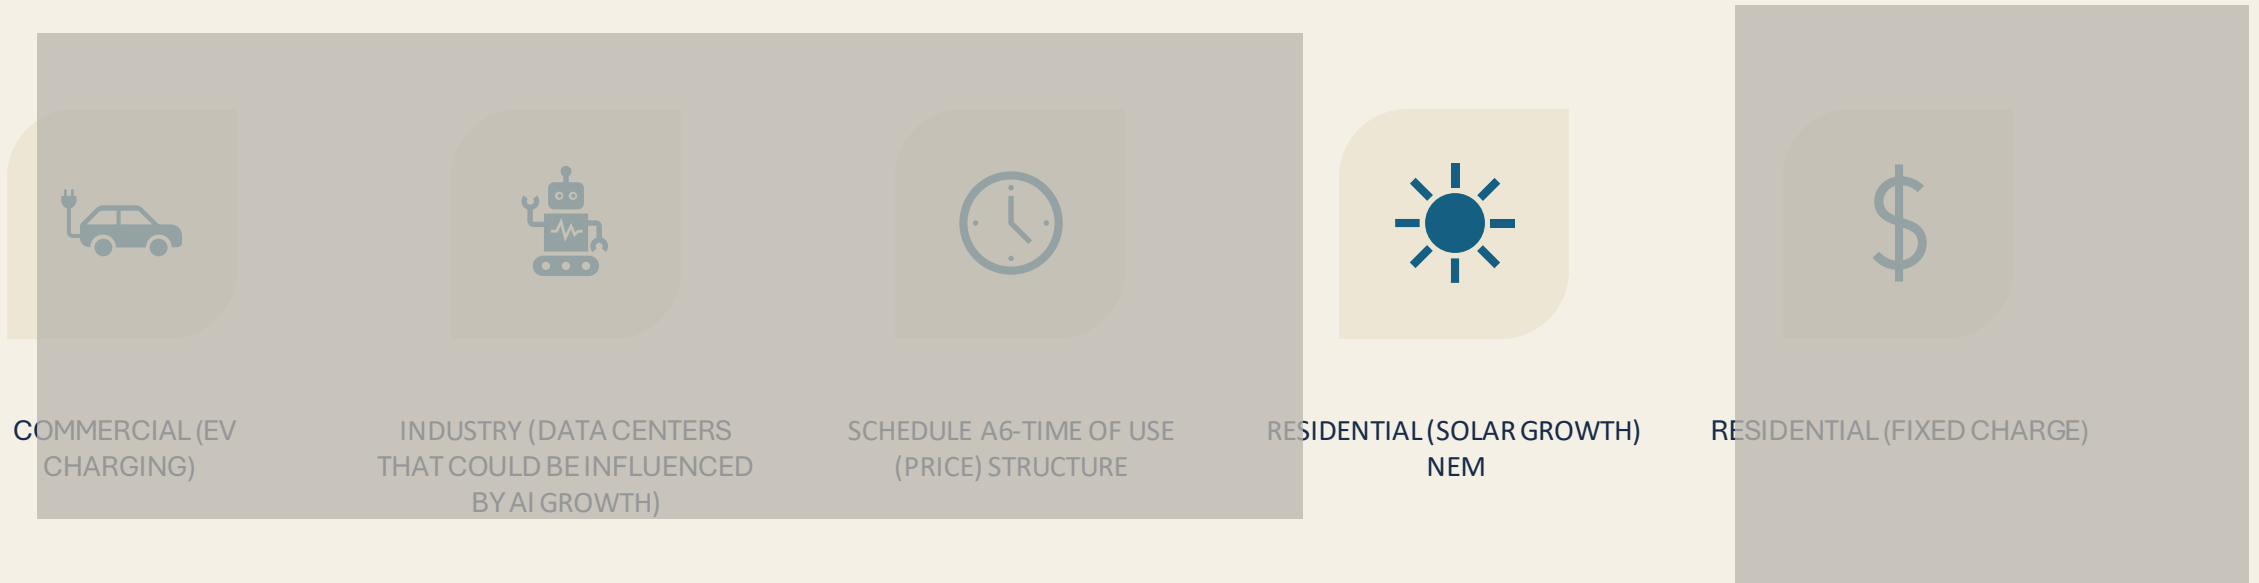 COMMERCIAL (EV
CHARGING)
INDUSTRY (DATA CENTERS
THAT COULD BE INFLUENCED
BY AI GROWTH)
SCHEDULE A6-TIME OF USE
(PRICE) STRUCTURE
RESIDENTIAL (SOLAR GROWTH)
NEM
RESIDENTIAL (FIXED CHARGE)